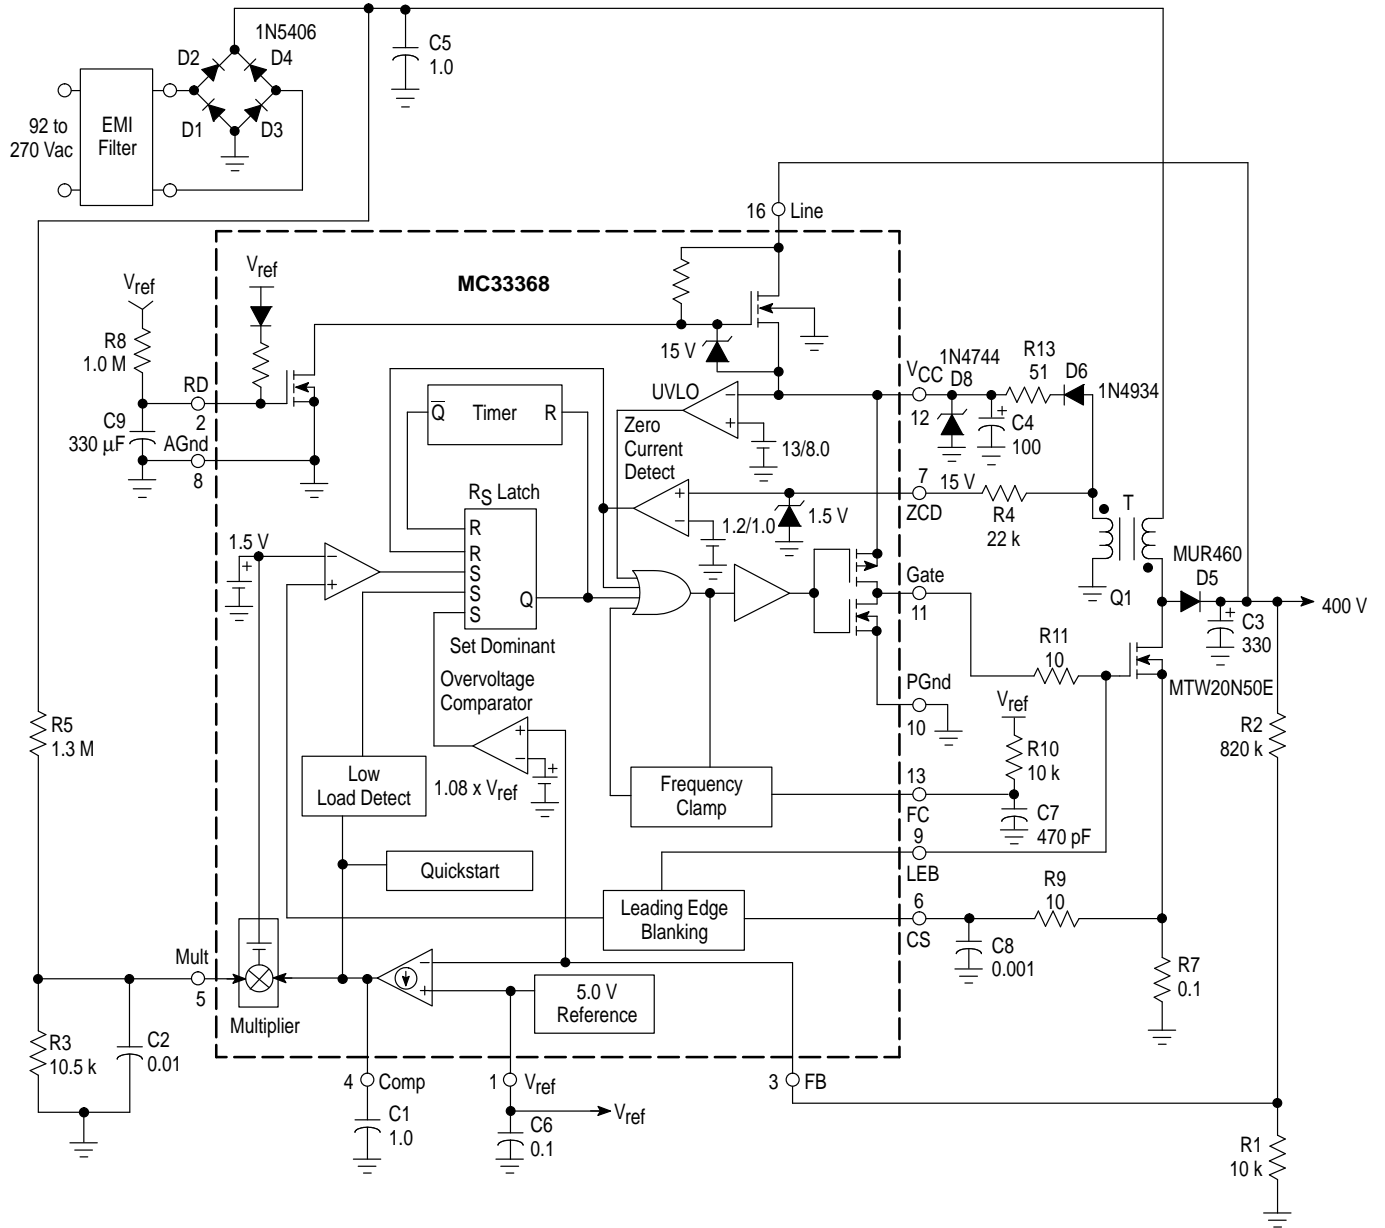 1N5406
C5
1.0
D2
D4
D1
D3
92 to
270 Vac
EMI
Filter
16
Line
MC33368
Vref
Vref
R8
1.0 M
RD
2
C9
330 µF
AGnd
8
15 V
UVLO
13/8.0
VCC
12
1N4744
D8
R13
51
D6
1N4934
C4
100
Q̅
Timer
R
Zero
Current
Detect
7
ZCD
15 V
R4
22 k
T
1.2/1.0
1.5 V
RS Latch
R
R
S
S
S
Q
Set Dominant
1.5 V
Gate
11
MUR460
D5
Q1
C3
330
400 V
R11
10
MTW20N50E
PGnd
10
Vref
R10
10 k
R2
820 k
Overvoltage
Comparator
1.08 x Vref
R5
1.3 M
Low
Load Detect
Frequency
Clamp
13
FC
C7
470 pF
9
LEB
Quickstart
Leading Edge
Blanking
6
CS
R9
10
C8
0.001
R7
0.1
Mult
5
Multiplier
5.0 V
Reference
R3
10.5 k
C2
0.01
4
Comp
C1
1.0
1
Vref
Vref
C6
0.1
3
FB
R1
10 k